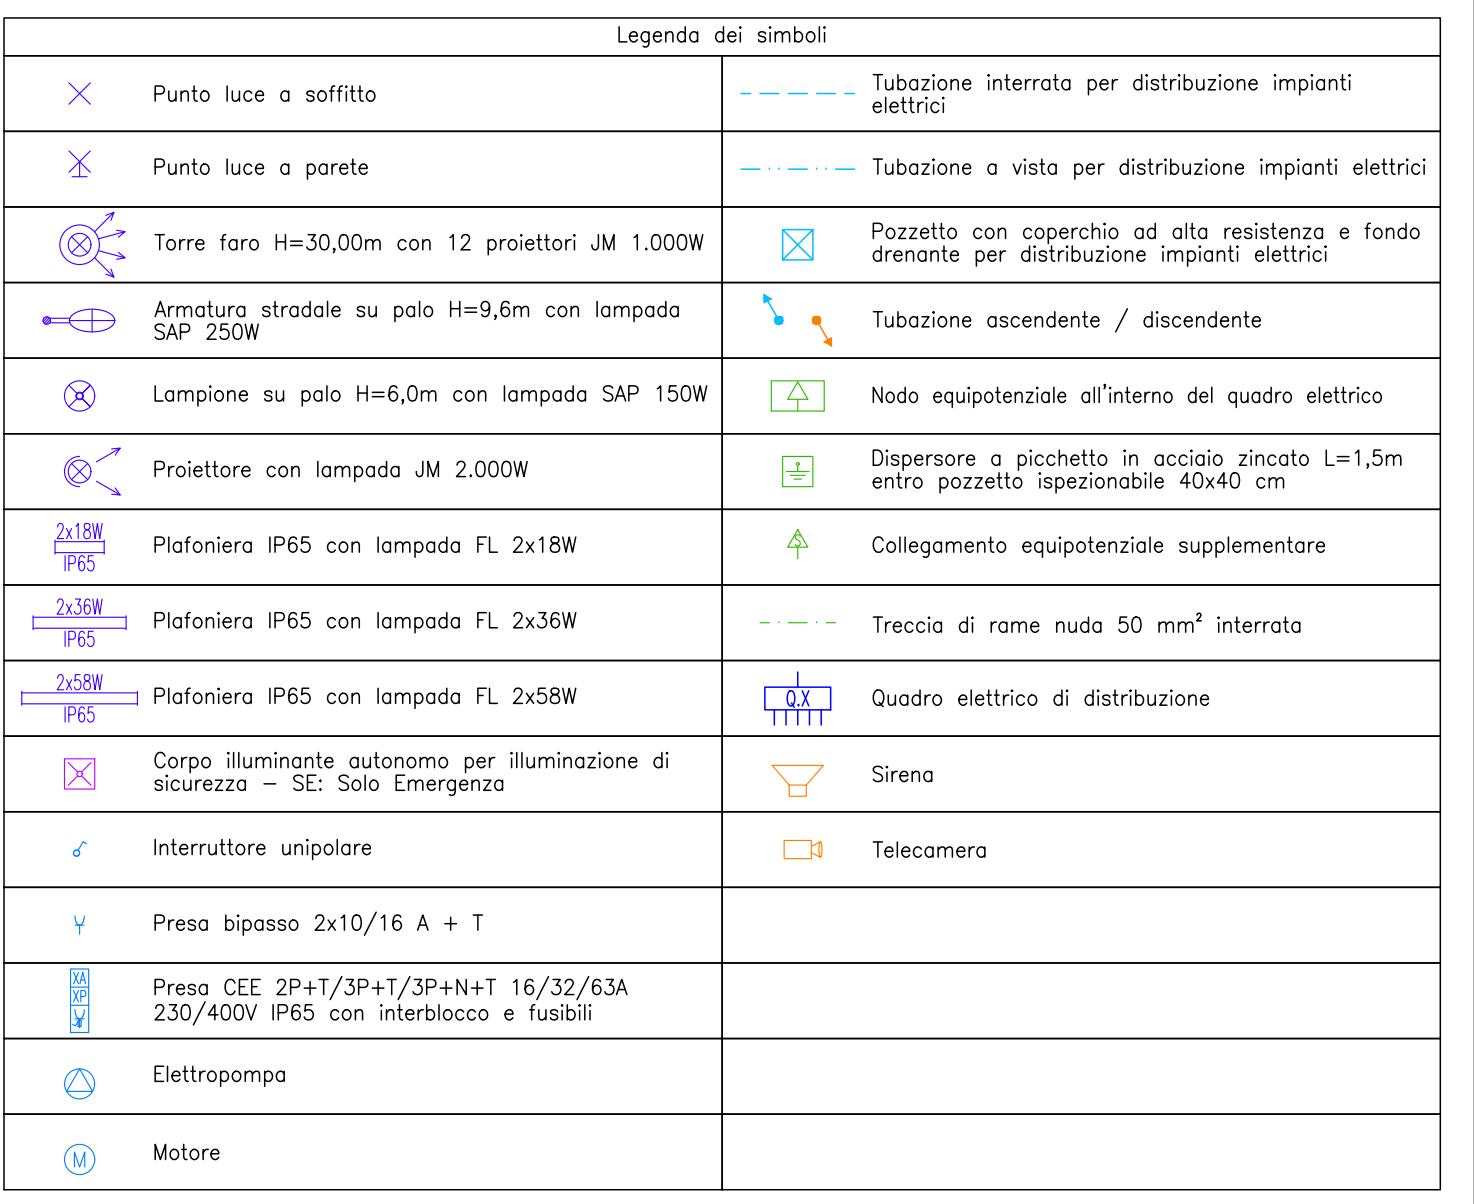 Legenda dei simboli
Punto luce a soffitto
Punto luce a parete
Torre faro H=30,00m con 12 proiettori JM 1.000W
Armatura stradale su palo H=9,6m con lampada
SAP 250W
Lampione su palo H=6,0m con lampada SAP 150W
Proiettore con lampada JM 2.000W
2x18W
IP65
Plafoniera IP65 con lampada FL 2x18W
2x36W
IP65
Plafoniera IP65 con lampada FL 2x36W
2x58W
IP65
Plafoniera IP65 con lampada FL 2x58W
Corpo illuminante autonomo per illuminazione di
sicurezza – SE: Solo Emergenza
Interruttore unipolare
Presa bipasso 2x10/16 A + T
XA
XP
Presa CEE 2P+T/3P+T/3P+N+T 16/32/63A
230/400V IP65 con interblocco e fusibili
Elettropompa
M
Motore
Tubazione interrata per distribuzione impianti
elettrici
Tubazione a vista per distribuzione impianti elettrici
Pozzetto con coperchio ad alta resistenza e fondo
drenante per distribuzione impianti elettrici
Tubazione ascendente / discendente
Nodo equipotenziale all'interno del quadro elettrico
Dispersore a picchetto in acciaio zincato L=1,5m
entro pozzetto ispezionabile 40x40 cm
S
Collegamento equipotenziale supplementare
Treccia di rame nuda 50 mm² interrata
Q.X
Quadro elettrico di distribuzione
Sirena
Telecamera